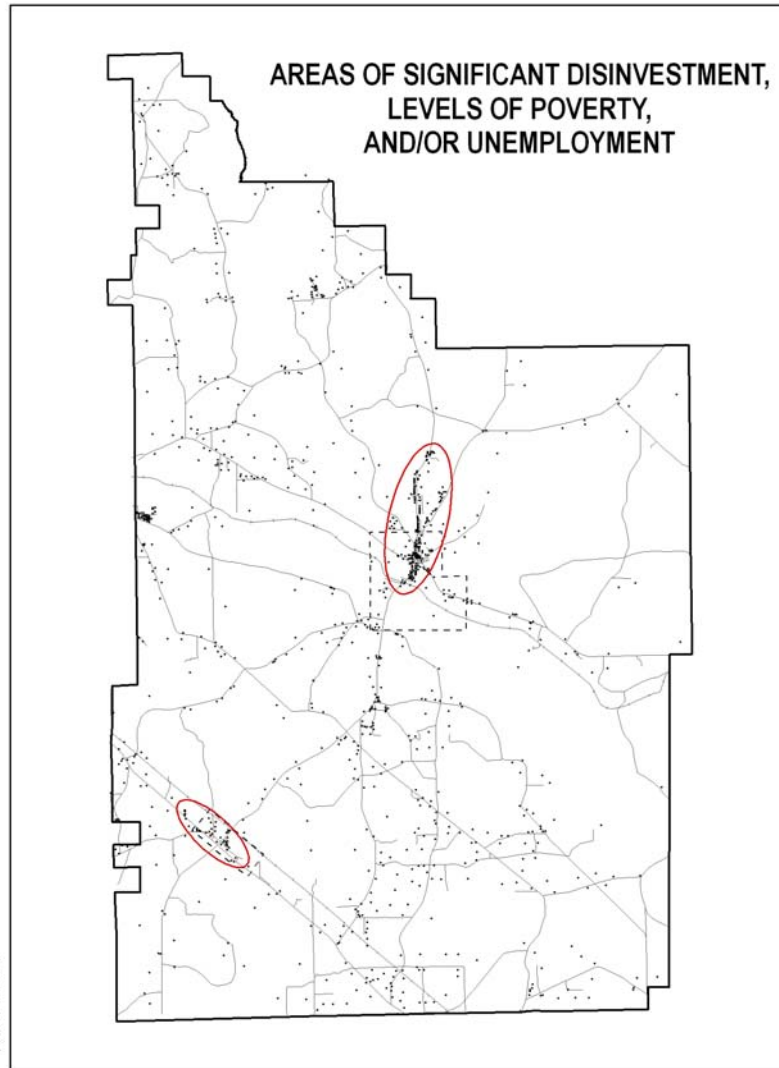 AREAS OF SIGNIFICANT DISINVESTMENT,
LEVELS OF POVERTY,
AND/OR UNEMPLOYMENT